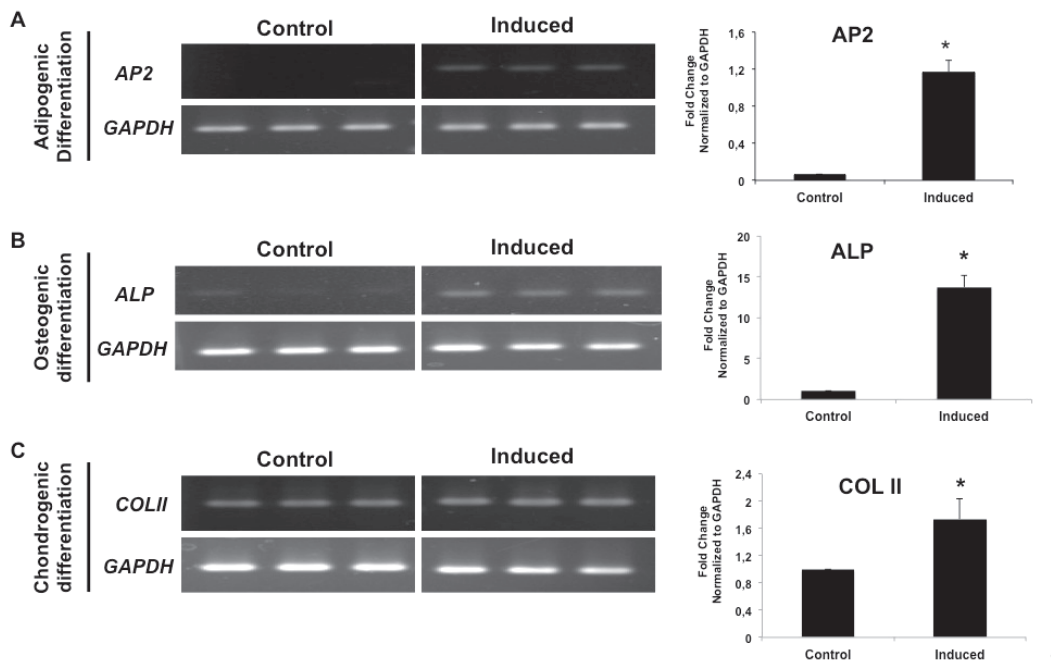 A
Adipogenic
Differentiation
Control
Induced
AP2
GAPDH
AP2
Fold Change
Normalized to GAPDH
1,6
1,2
0,8
0,4
0
*
Control
Induced
B
Osteogenic
differentiation
Control
Induced
ALP
GAPDH
ALP
Fold Change
Normalized to GAPDH
20
15
10
5
0
*
Control
Induced
C
Chondrogenic
differentiation
Control
Induced
COLII
GAPDH
COL II
Fold Change
Normalized to GAPDH
2,4
2
1,6
1,2
0,8
0,4
0
*
Control
Induced